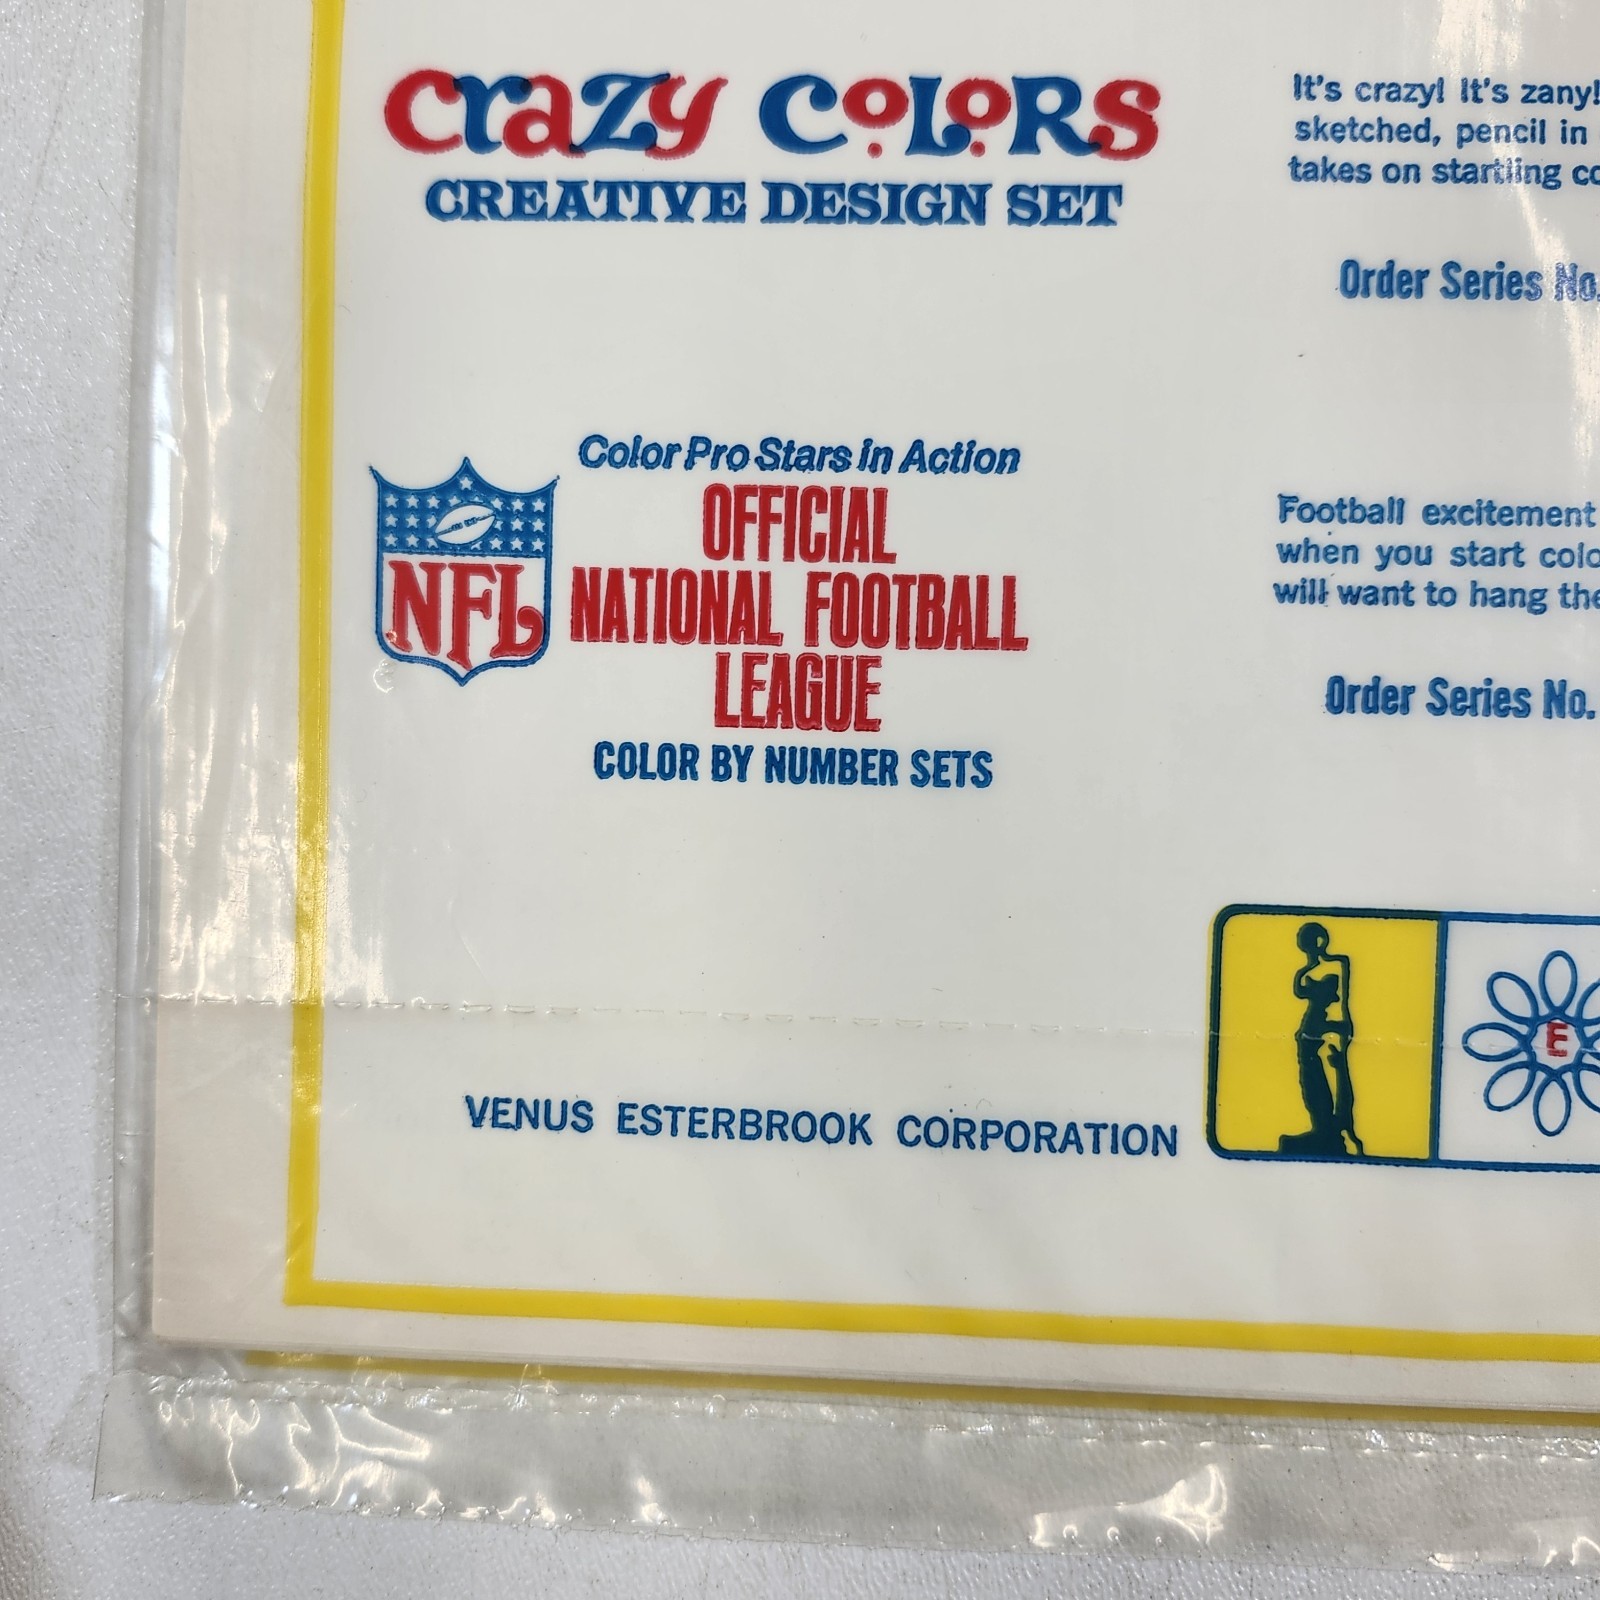 Crazy Colors
CREATIVE DESIGN SET
It's crazy! It's zany!
sketched, pencil in
takes on startling
Order Series No.
Color Pro Stars in Action
OFFICIAL
NATIONAL FOOTBALL
LEAGUE
COLOR BY NUMBER SETS
NFL
Football excitement
when you start
will want to hang
Order Series No.
VENUS ESTERBROOK CORPORATION
E